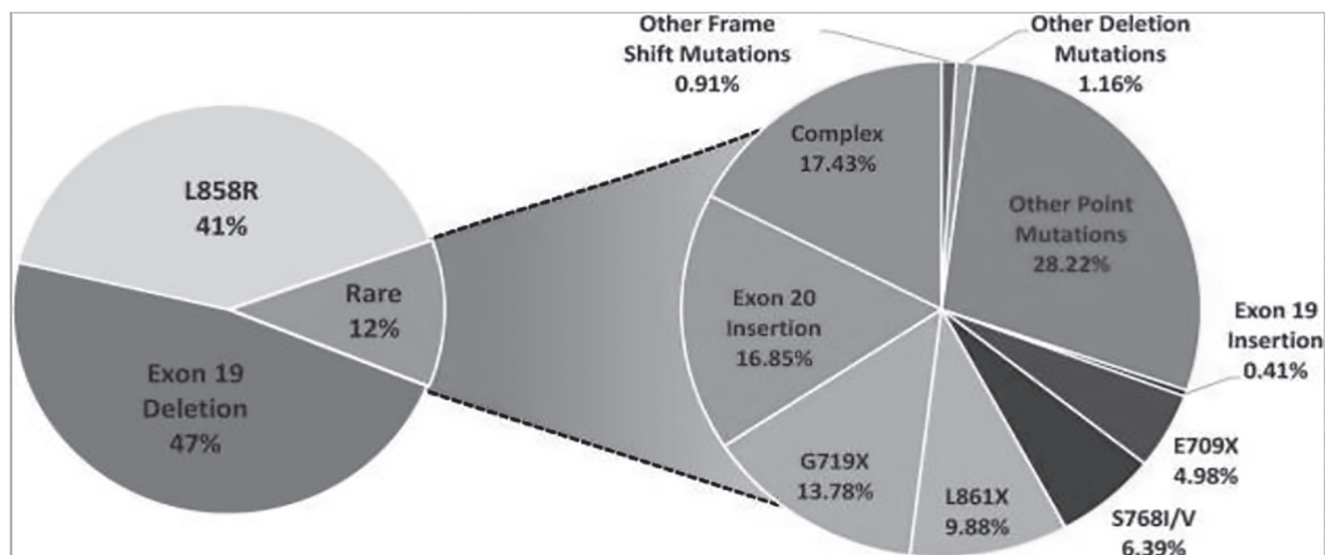 L858R
41%
Rare
12%
Exon 19
Deletion
47%
Other Frame
Shift Mutations
0.91%
Other Deletion
Mutations
1.16%
Complex
17.43%
Other Point
Mutations
28.22%
Exon 20
Insertion
16.85%
Exon 19
Insertion
0.41%
G719X
13.78%
L861X
9.88%
E709X
4.98%
S768I/V
6.39%